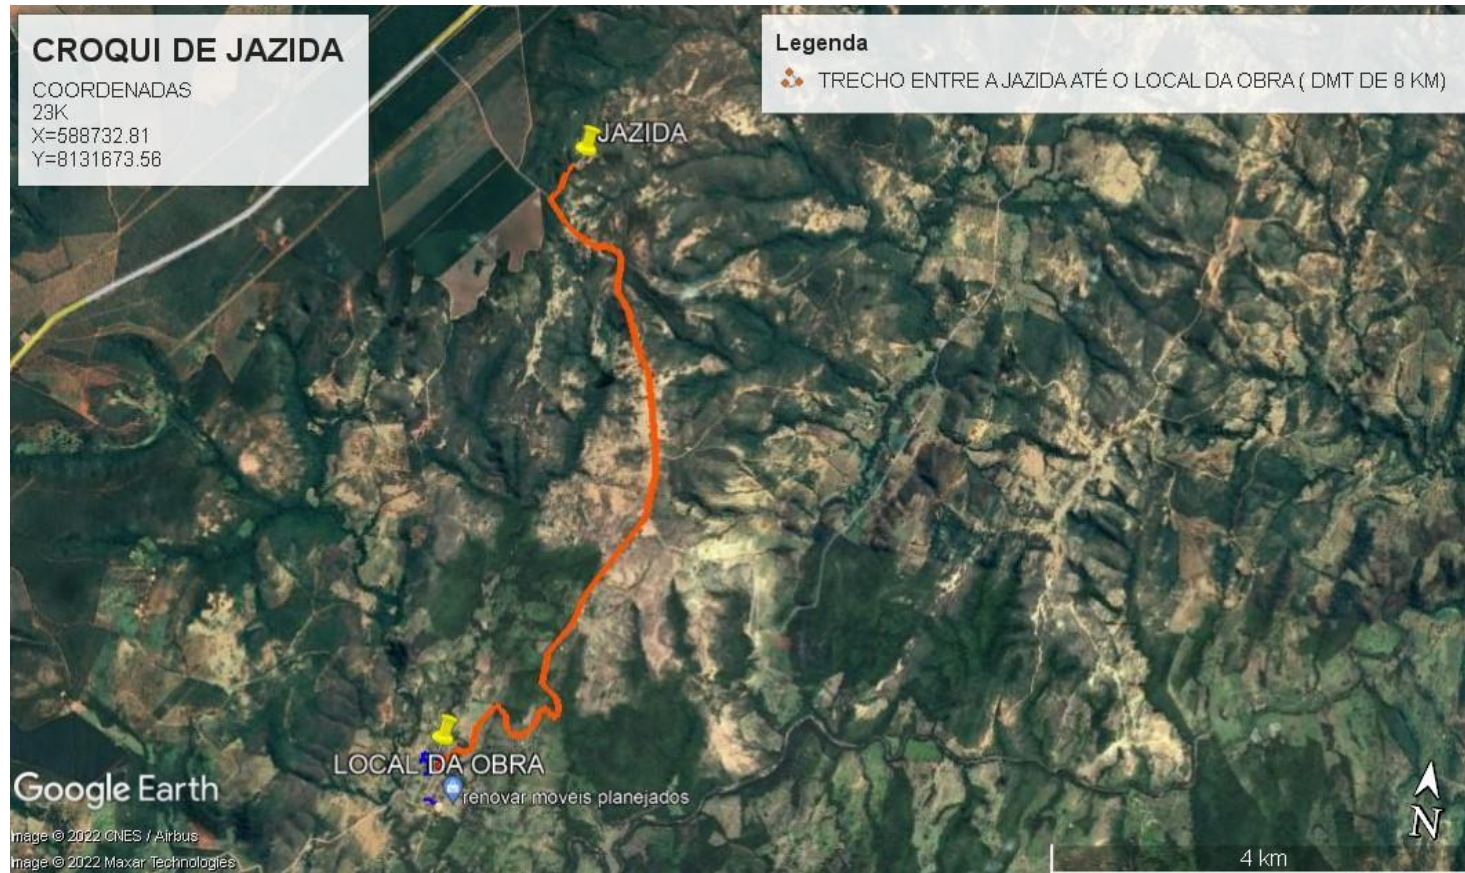 CROQUI DE JAZIDA
COORDENADAS
23K
X=588732.81
Y=8131673.56
Legenda
TRECHO ENTRE A JAZIDA ATÉ O LOCAL DA OBRA ( DMT DE 8 KM)
JAZIDA
LOCAL DA OBRA
renovar moveis planejados
Google Earth
Image © 2022 CNES / Airbus
Image © 2022 Maxar Technologies
4 km
N